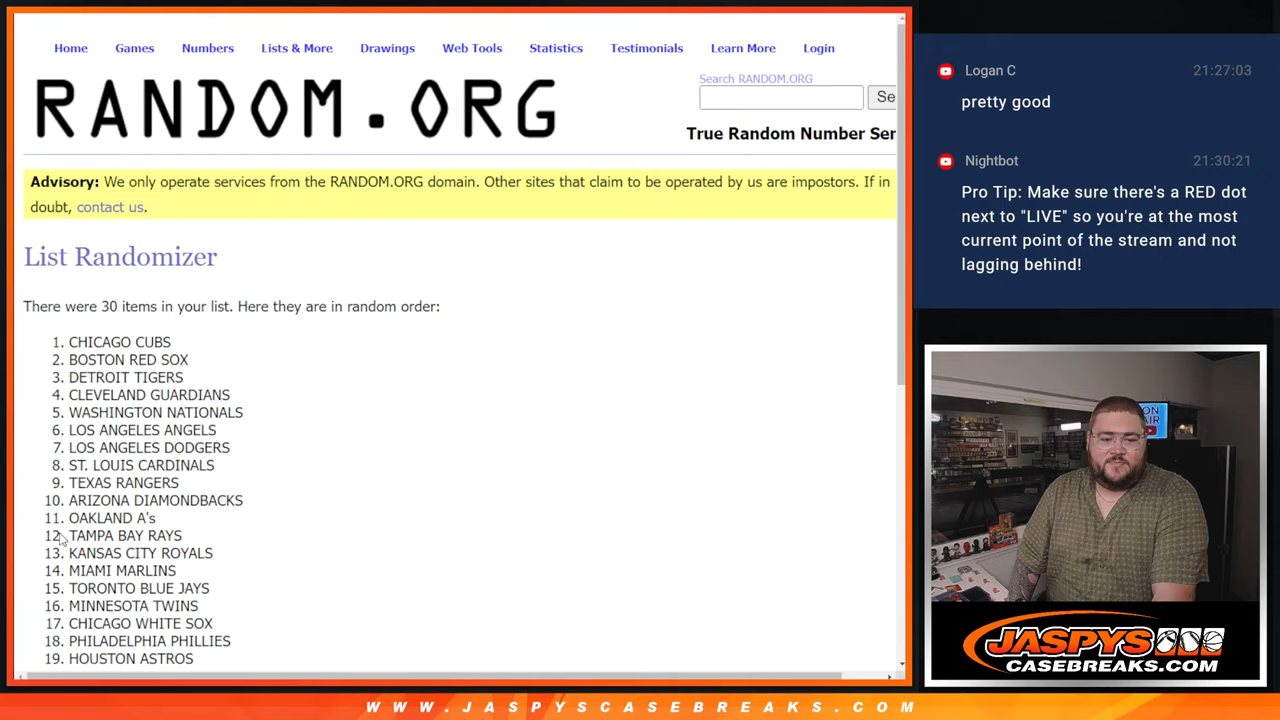 Home Games Numbers Lists & More Drawings Web Tools Statistics Testimonials Learn More Login
RANDOM.ORG
Search RANDOM.ORG
Se
True Random Number Ser
Advisory: We only operate services from the RANDOM.ORG domain. Other sites that claim to be operated by us are impostors. If in
doubt, contact us.
List Randomizer
There were 30 items in your list. Here they are in random order:
1. CHICAGO CUBS
2. BOSTON RED SOX
3. DETROIT TIGERS
4. CLEVELAND GUARDIANS
5. WASHINGTON NATIONALS
6. LOS ANGELES ANGELS
7. LOS ANGELES DODGERS
8. ST. LOUIS CARDINALS
9. TEXAS RANGERS
10. ARIZONA DIAMONDBACKS
11. OAKLAND A's
12. TAMPA BAY RAYS
13. KANSAS CITY ROYALS
14. MIAMI MARLINS
15. TORONTO BLUE JAYS
16. MINNESOTA TWINS
17. CHICAGO WHITE SOX
18. PHILADELPHIA PHILLIES
19. HOUSTON ASTROS
Logan C 21:27:03
pretty good
Nightbot 21:30:21
Pro Tip: Make sure there's a RED dot
next to "LIVE" so you're at the most
current point of the stream and not
lagging behind!
ON
AIR
JASPYS
CASEBREAKS.COM
WWW.JASPYSCASEBREAKS.COM